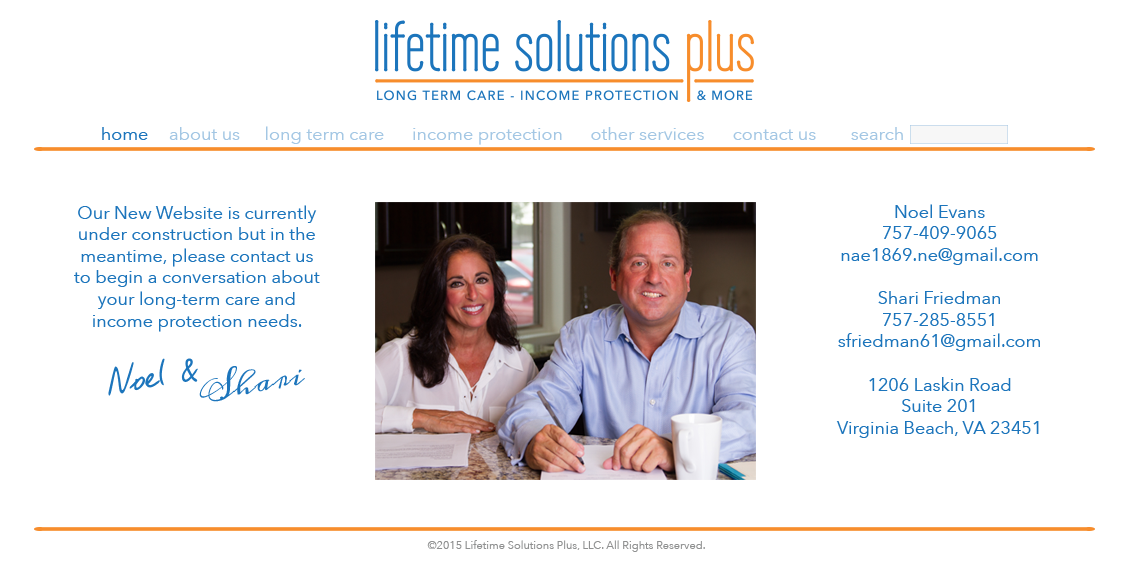 lifetime solutions plus
LONG TERM CARE - INCOME PROTECTION & MORE
home about us long term care income protection other services contact us search
Our New Website is currently
under construction but in the
meantime, please contact us
to begin a conversation about
your long-term care and
income protection needs.
Noel & Shari
Noel Evans
757-409-9065
nae1869.ne@gmail.com
Shari Friedman
757-285-8551
sfriedman61@gmail.com
1206 Laskin Road
Suite 201
Virginia Beach, VA 23451
©2015 Lifetime Solutions Plus, LLC. All Rights Reserved.